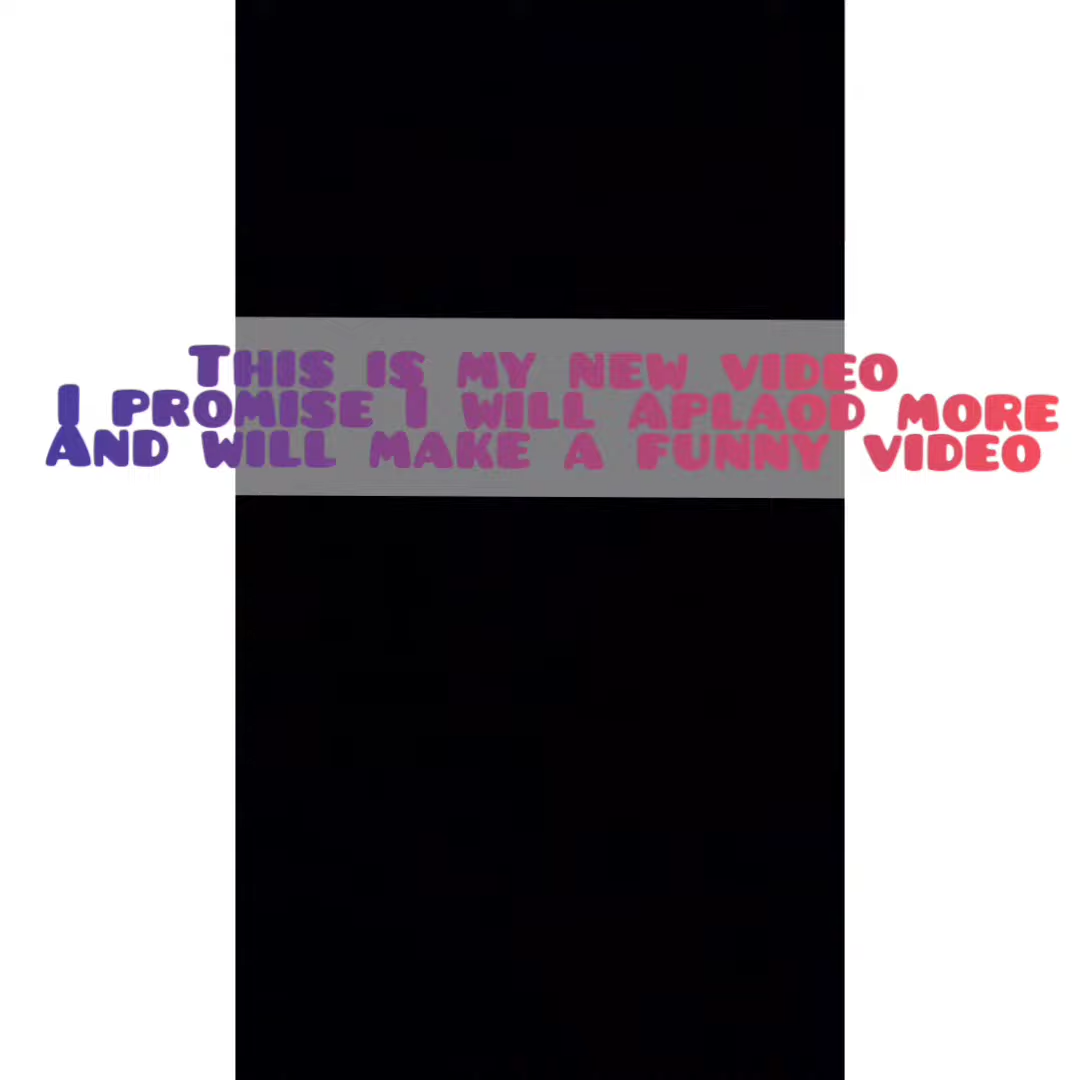 This is my new video
I promise I will aplaod more
And will make a funny video